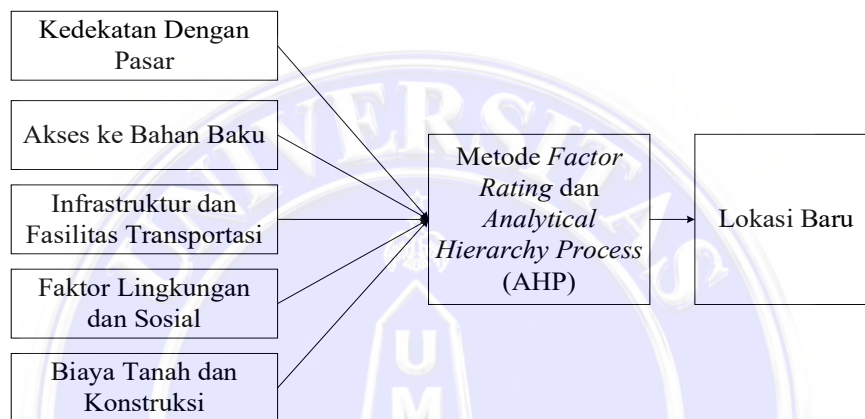 Kedekatan Dengan
Pasar
Akses ke Bahan Baku
Infrastruktur dan
Fasilitas Transportasi
Faktor Lingkungan
dan Sosial
Biaya Tanah dan
Konstruksi
Metode Factor
Rating dan
Analytical
Hierarchy Process
(AHP)
Lokasi Baru
UNIVERSITAS
U
M